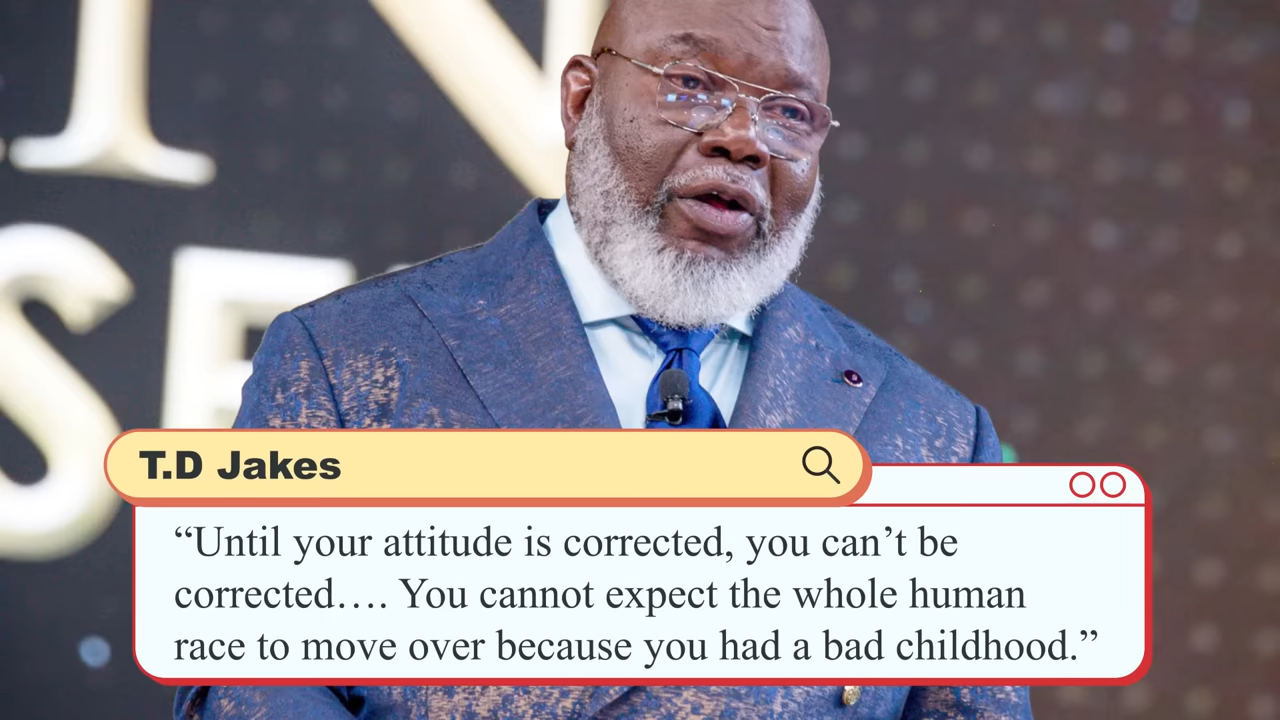 N
SE
T.D Jakes
“Until your attitude is corrected, you can’t be
corrected…. You cannot expect the whole human
race to move over because you had a bad childhood.”